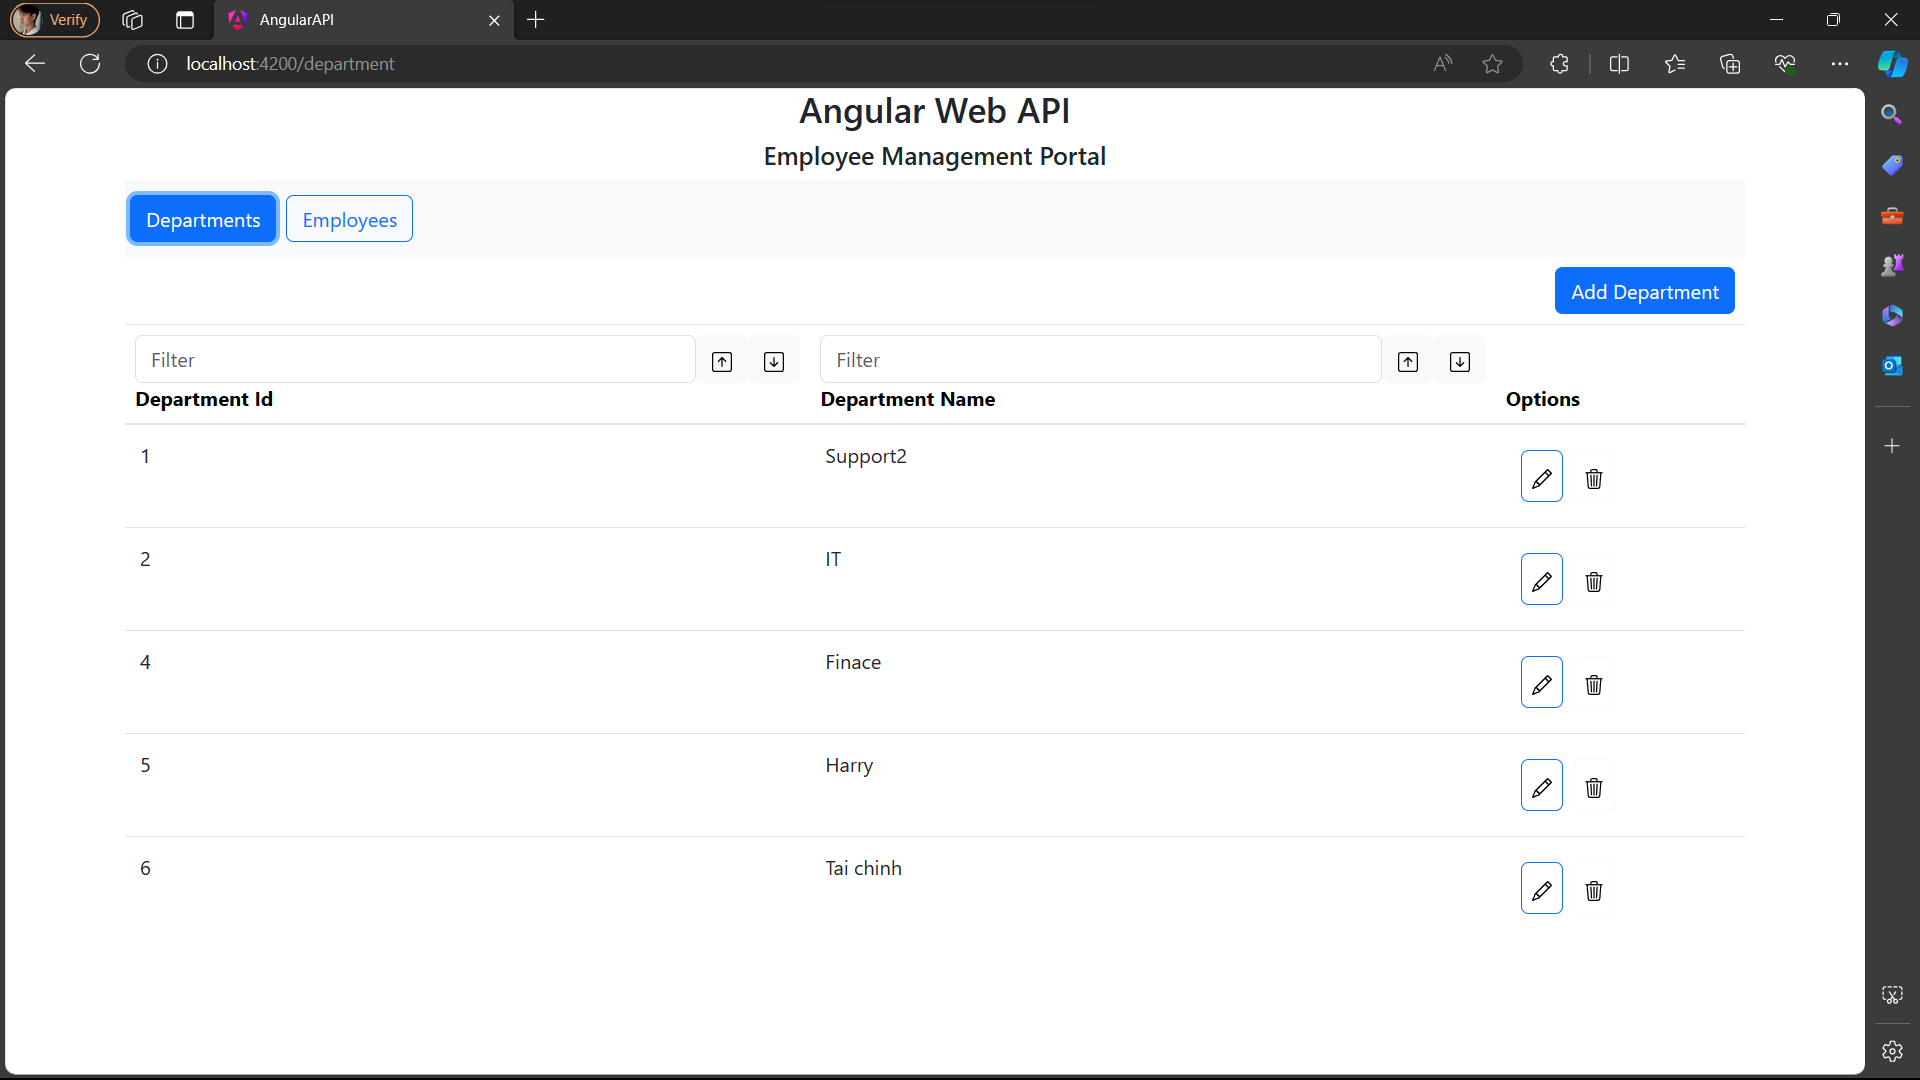 Verify
AngularAPI
localhost:4200/department
Angular Web API
Employee Management Portal
Departments Employees
Add Department
Filter Filter
Department Id Department Name Options
1 Support2
2 IT
4 Finace
5 Harry
6 Tai chinh